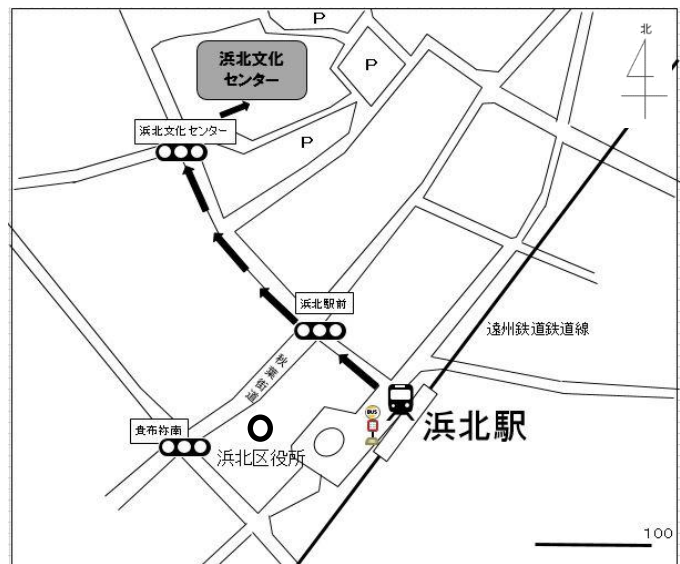 P
北
浜北文化
センター
P
浜北文化センター
P
浜北駅前
遠州鉄道鉄道線
秋葉街道
BUS
浜北駅
貴布祢南
浜北区役所
100